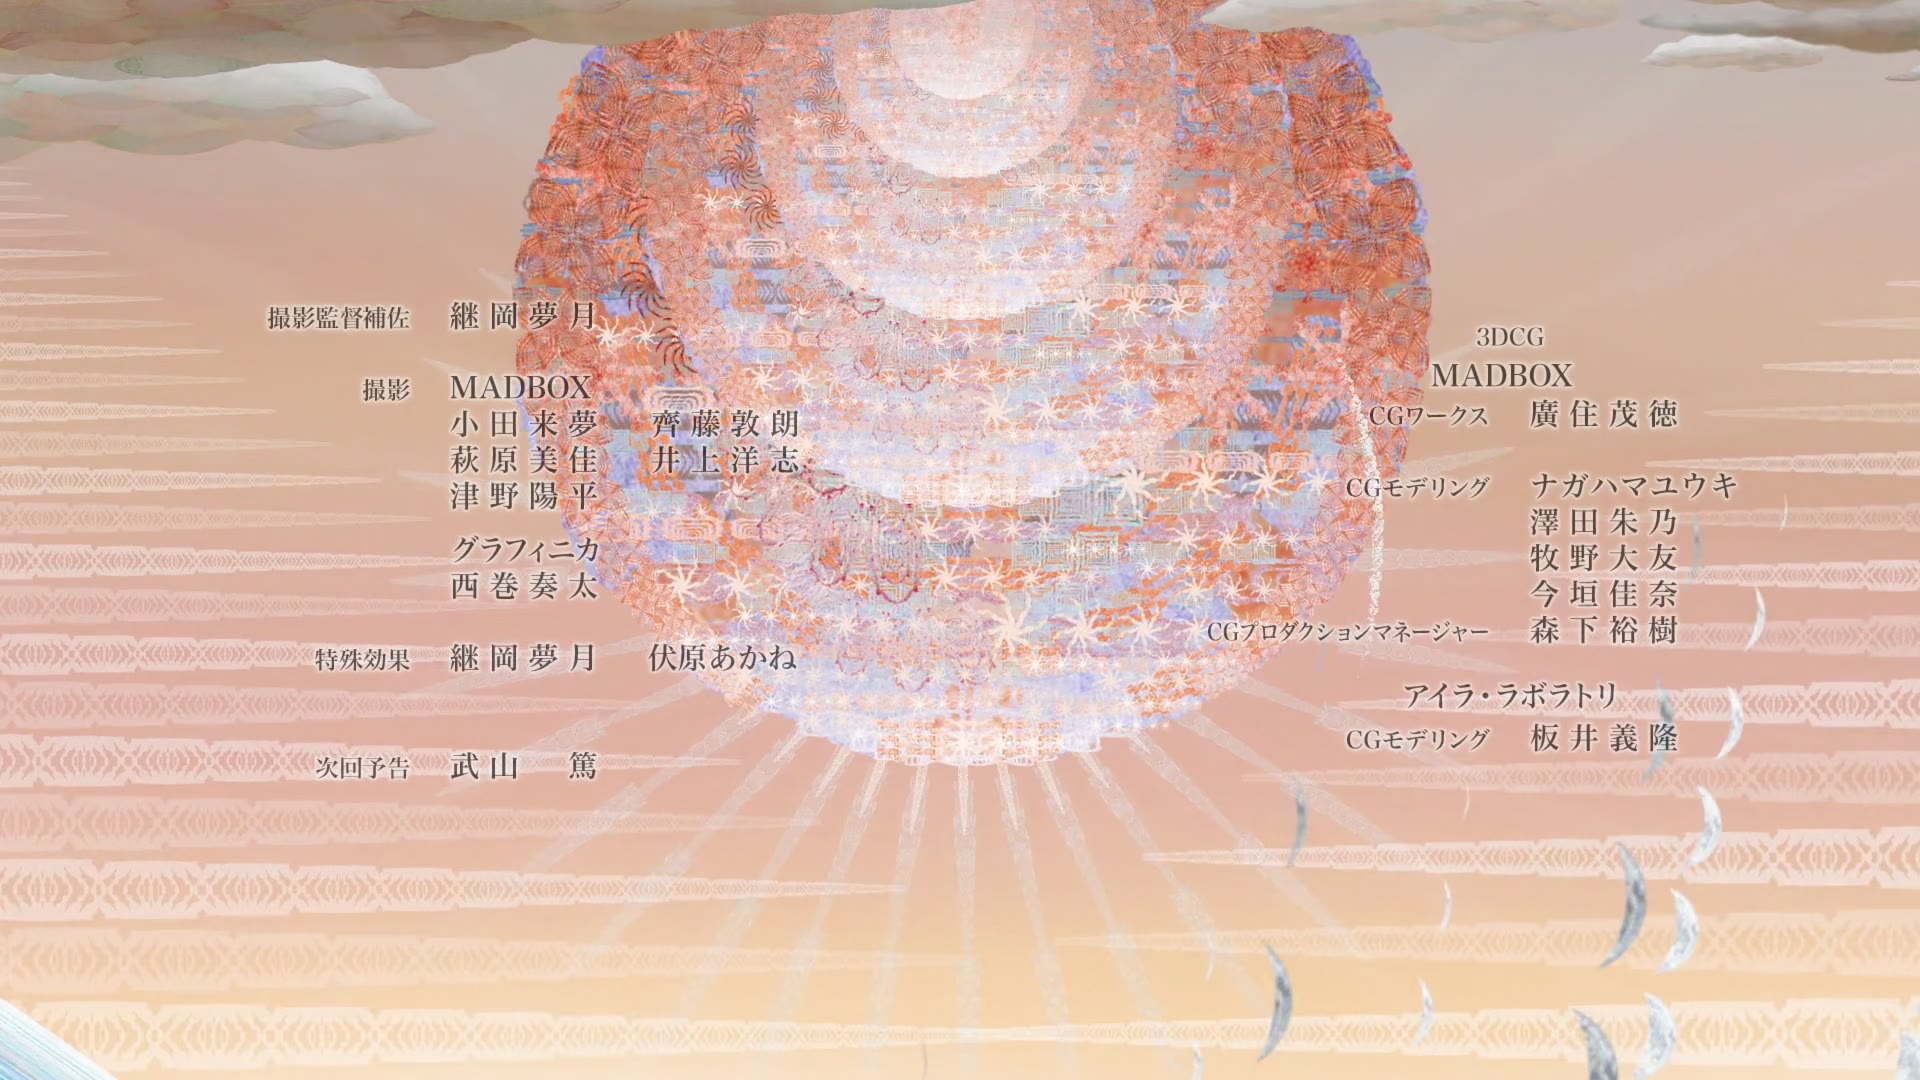 撮影監督補佐 継岡夢月
撮影 MADBOX
小田来夢 齊藤敦朗
萩原美佳 井上洋志
津野陽平
グラフィニカ
西巻奏太
特殊効果 継岡夢月 伏原あかね
次回予告 武山 篤
3DCG
MADBOX
CGワークス 廣住茂徳
CGモデリング ナガハマユウキ
澤田朱乃
牧野大友
今垣佳奈
CGプロダクションマネージャー 森下裕樹
アイラ・ラボラトリ
CGモデリング 板井義隆